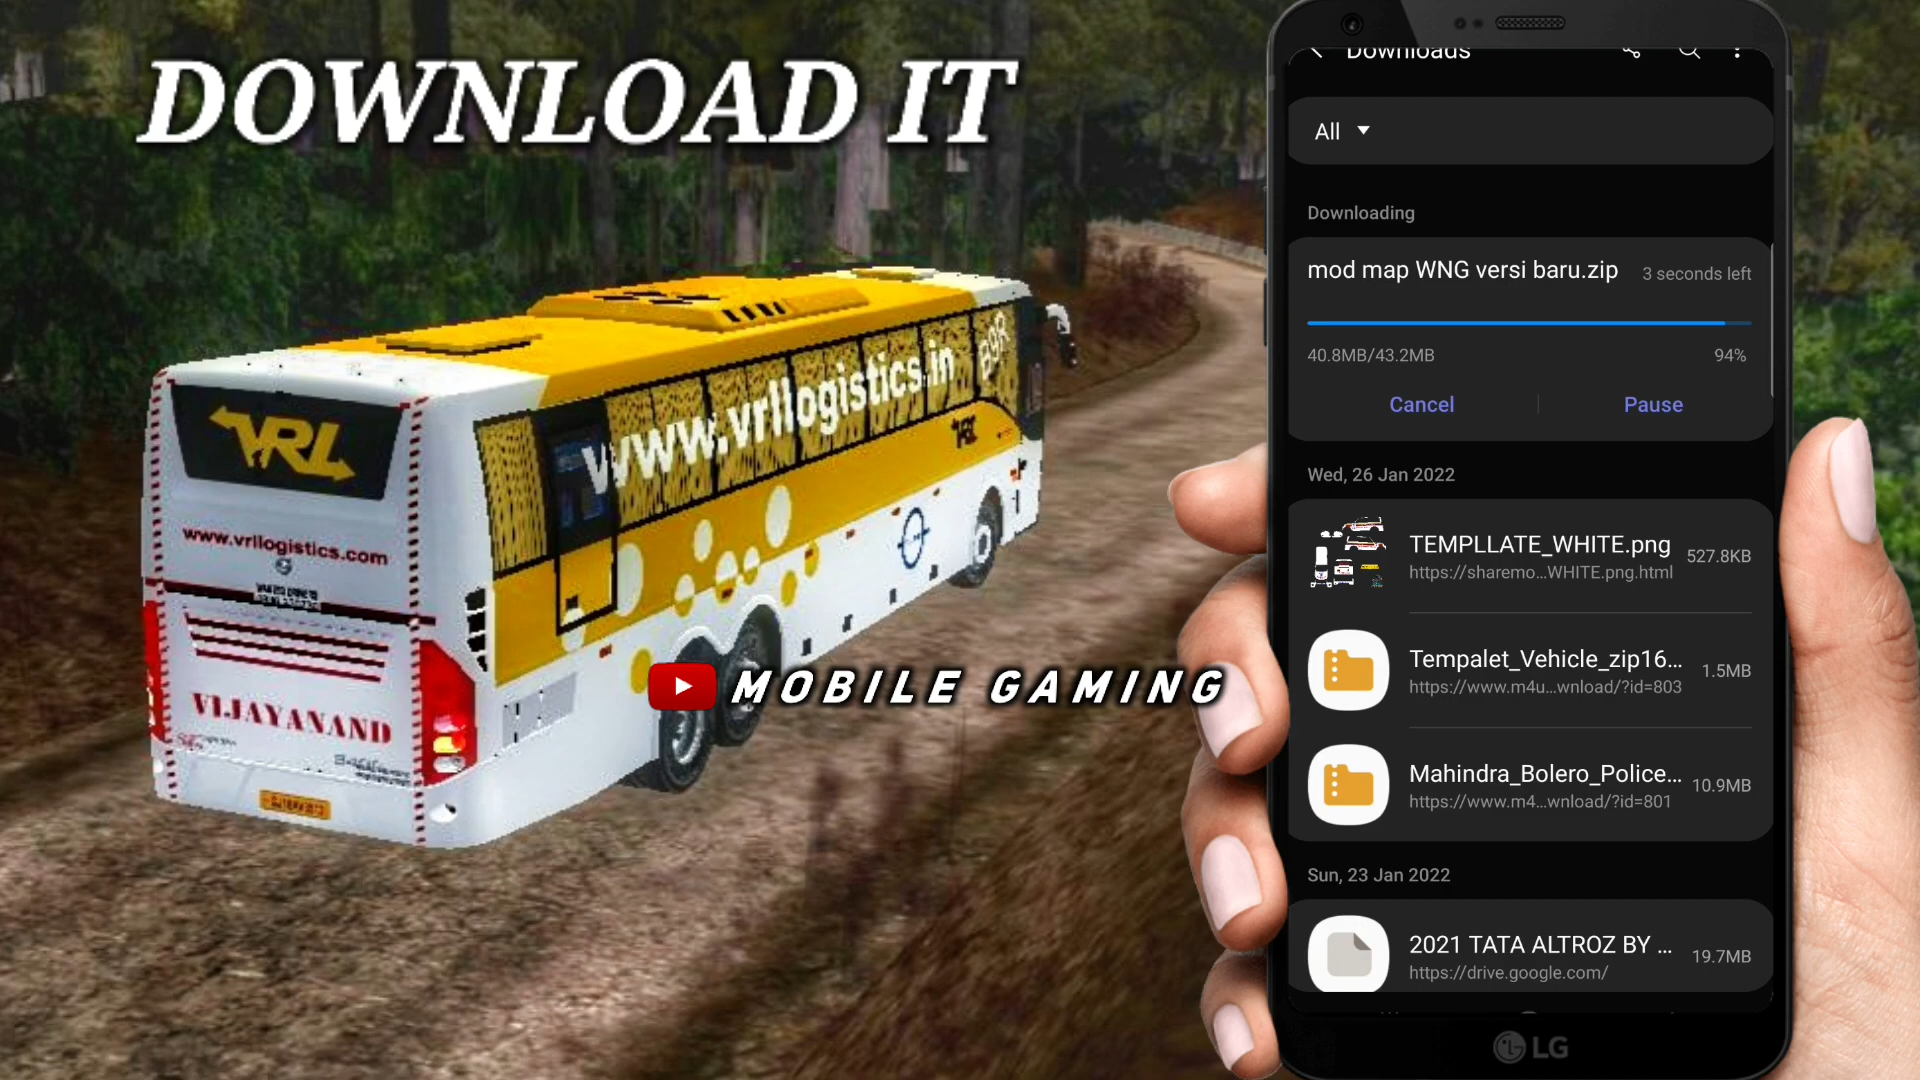 DOWNLOAD IT
VRL
www.vrllogistics.com
VIJAYANAND
www.vrllogistics.in
B9R
VRL
MOBILE GAMING
Downloads
All
Downloading
mod map WNG versi baru.zip
3 seconds left
40.8MB/43.2MB
94%
Cancel
Pause
Wed, 26 Jan 2022
TEMPLLATE_WHITE.png
527.8KB
https://sharemo...WHITE.png.html
Tempalet_Vehicle_zip16...
1.5MB
https://www.m4u...wnload/?id=803
Mahindra_Bolero_Police...
10.9MB
https://www.m4...wnload/?id=801
Sun, 23 Jan 2022
2021 TATA ALTROZ BY ...
19.7MB
https://drive.google.com/
LG